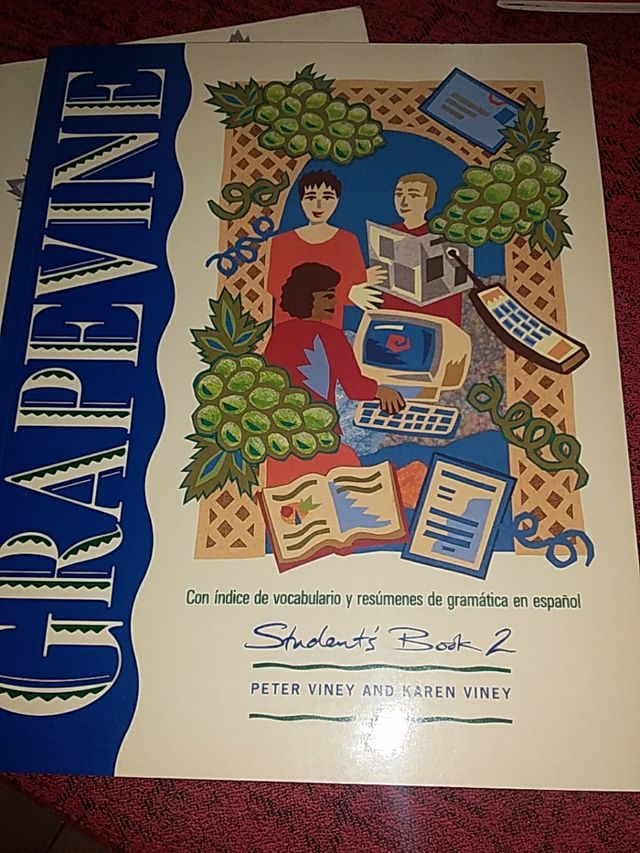 GRAPEVINE
Con índice de vocabulario y resúmenes de gramática en español
Student's Book 2
PETER VINEY AND KAREN VINEY